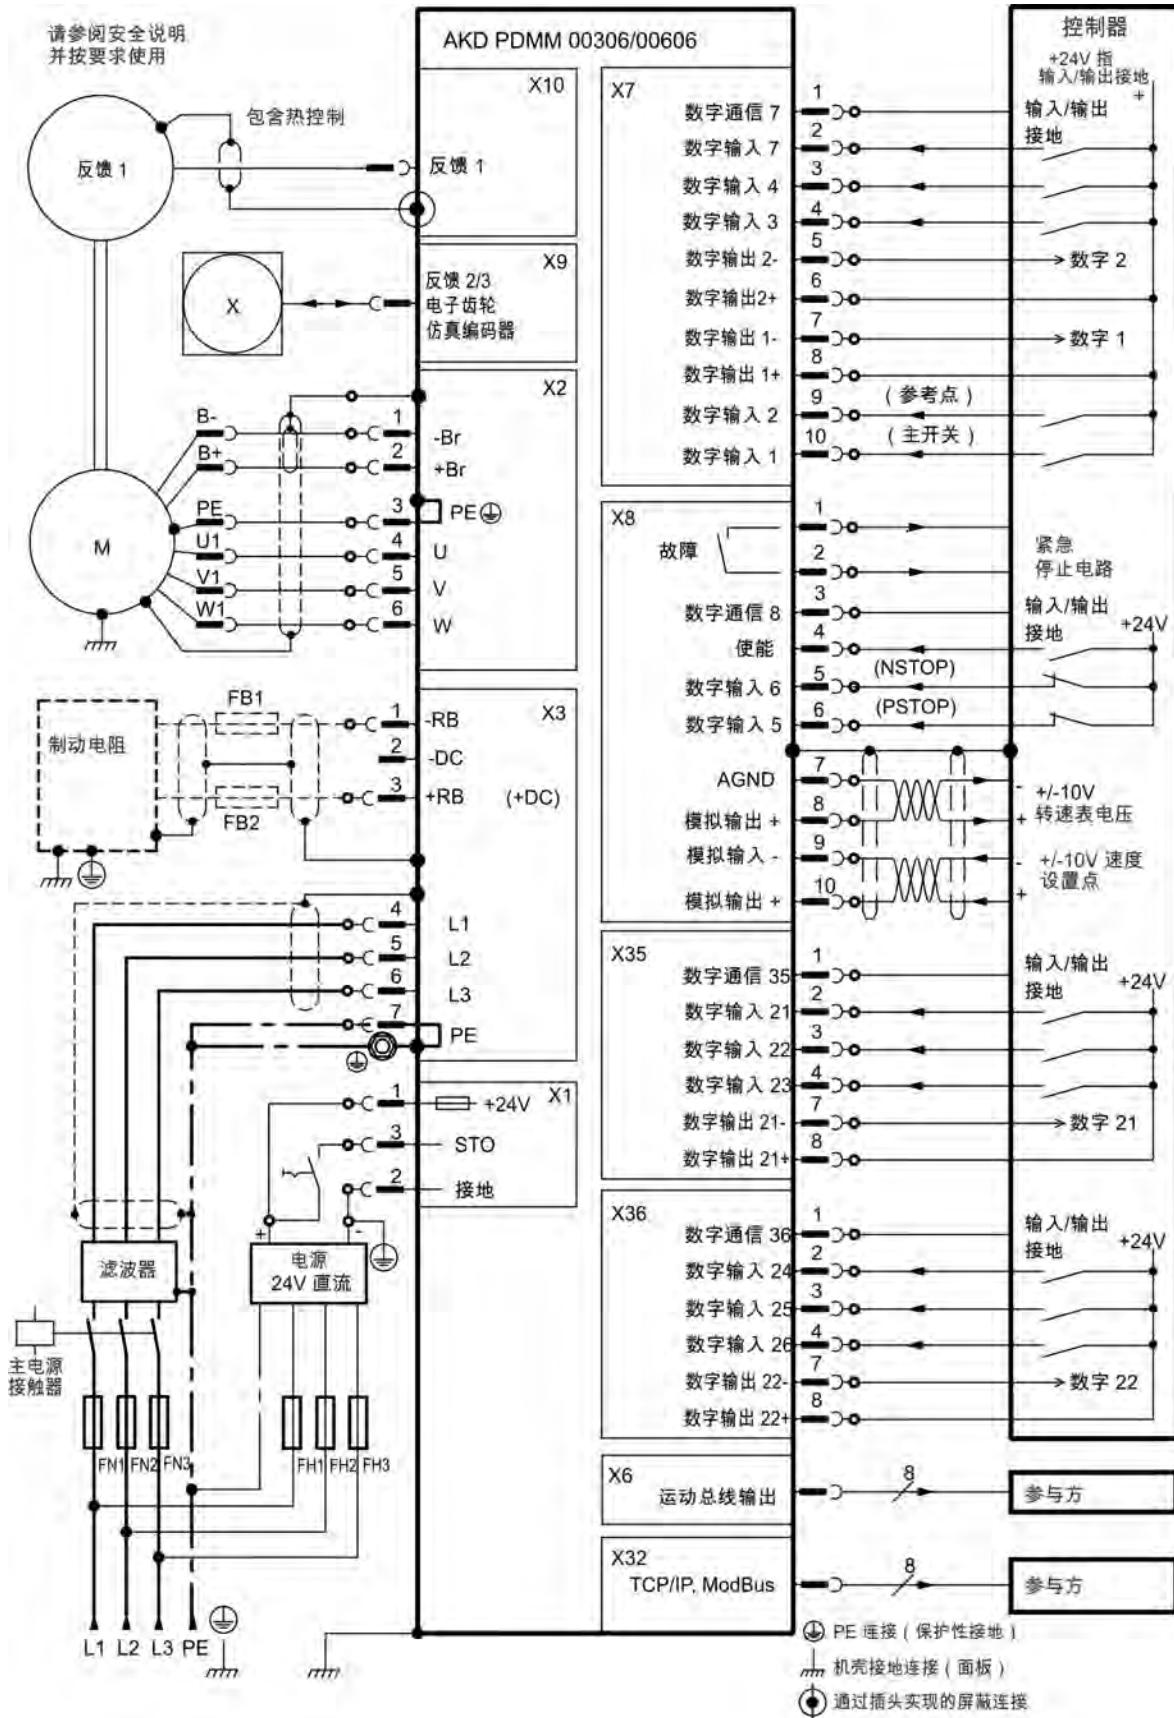 请参阅安全说明
并按要求使用
AKD PDMM 00306/00606
控制器
+24V 指
输入/输出接地
+
X10
包含热控制
反馈 1
反馈 1
X9
反馈 2/3
电子齿轮
仿真编码器
X
X2
B-
1
-Br
B+
2
+Br
PE
3
PE
U1
4
U
V1
5
V
W1
6
W
M
X3
FB1
制动电阻
1
-RB
2
-DC
3
+RB
(+DC)
FB2
4
L1
5
L2
6
L3
7
PE
X1
1
+24V
3
STO
2
接地
+
-
滤波器
电源
24V 直流
主电源
接触器
FN1
FN2
FN3
FH1
FH2
FH3
L1
L2
L3
PE
X7
数字通信 7
1
输入/输出
接地
数字输入 7
2
数字输入 4
3
数字输入 3
4
数字输出 2-
5
数字 2
数字输出2+
6
数字输出 1-
7
数字 1
数字输出 1+
8
数字输入 2
9
( 参考点 )
数字输入 1
10
( 主开关 )
X8
故障
1
2
紧急
停止电路
数字通信 8
3
输入/输出
接地
+24V
使能
4
数字输入 6
5
(NSTOP)
数字输入 5
6
(PSTOP)
AGND
7
-
+/-10V
转速表电压
模拟输出 +
8
+
模拟输入 -
9
-
+/-10V 速度
设置点
模拟输出 +
10
+
X35
数字通信 35
1
输入/输出
接地
+24V
数字输入 21
2
数字输入 22
3
数字输入 23
4
数字输出 21-
7
数字 21
数字输出 21+
8
X36
数字通信 36
1
输入/输出
接地
+24V
数字输入 24
2
数字输入 25
3
数字输入 26
4
数字输出 22-
7
数字 22
数字输出 22+
8
X6
运动总线输出
8
参与方
X32
TCP/IP, ModBus
8
参与方
PE 连接 ( 保护性接地 )
机壳接地连接 ( 面板 )
通过插头实现的屏蔽连接